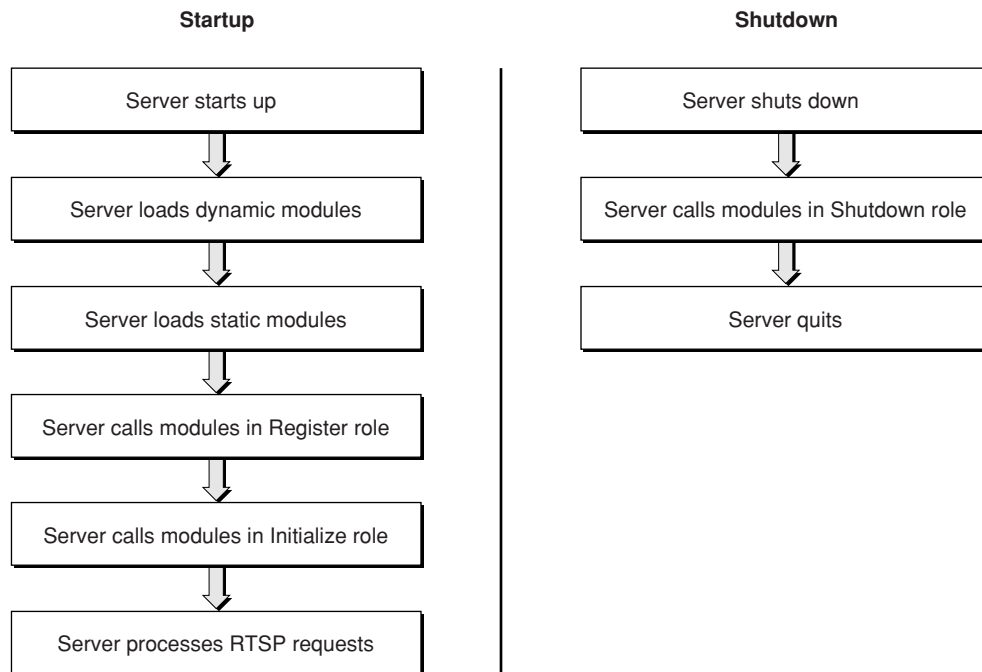 Startup
Server starts up
Server loads dynamic modules
Server loads static modules
Server calls modules in Register role
Server calls modules in Initialize role
Server processes RTSP requests
Shutdown
Server shuts down
Server calls modules in Shutdown role
Server quits